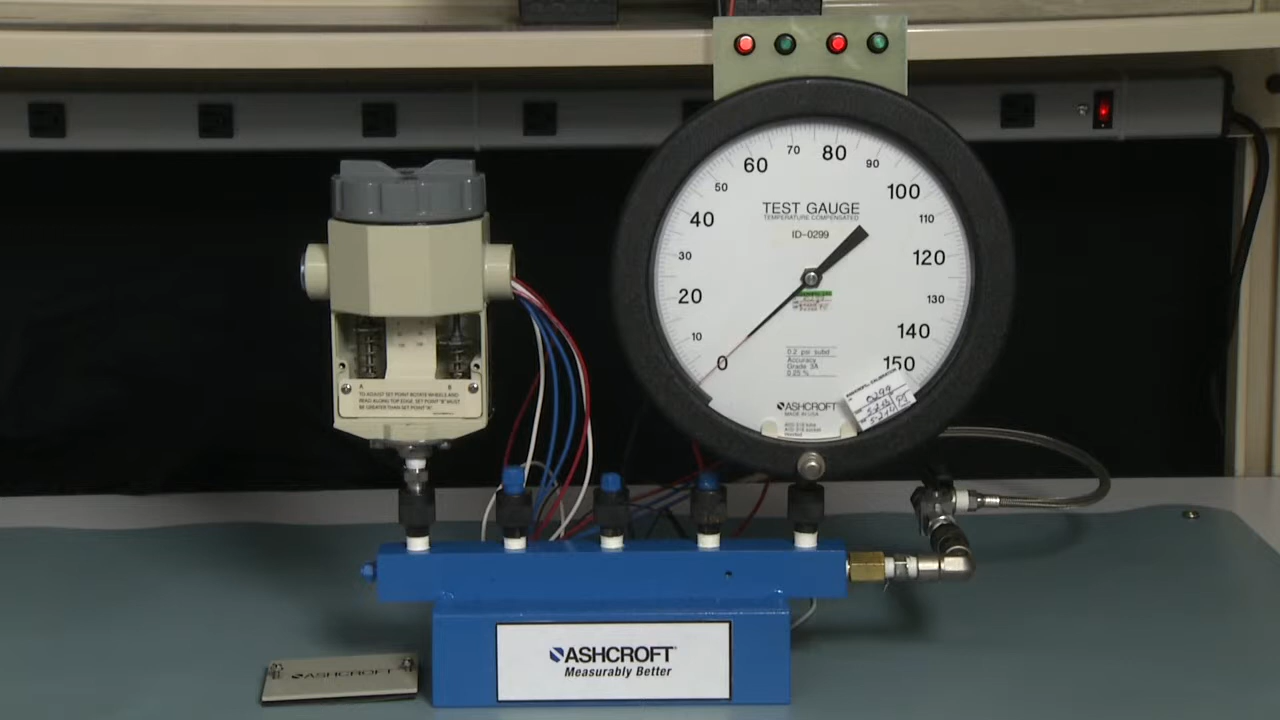 60
70
80
50
90
40
100
30
110
20
120
10
130
0
140
150
TEST GAUGE
TEMPERATURE COMPENSATED
ID-0299
0.2 psi subd
Accuracy
Grade 3A
0.25 %
ASHCROFT
MADE IN USA
0299
A B
TO ADJUST SET POINT ROTATE WHEELS AND
READ ALONG TOP EDGE. SET POINT "B" MUST
BE GREATER THAN SET POINT "A".
ASHCROFT
Measurably Better
ASHCROFT